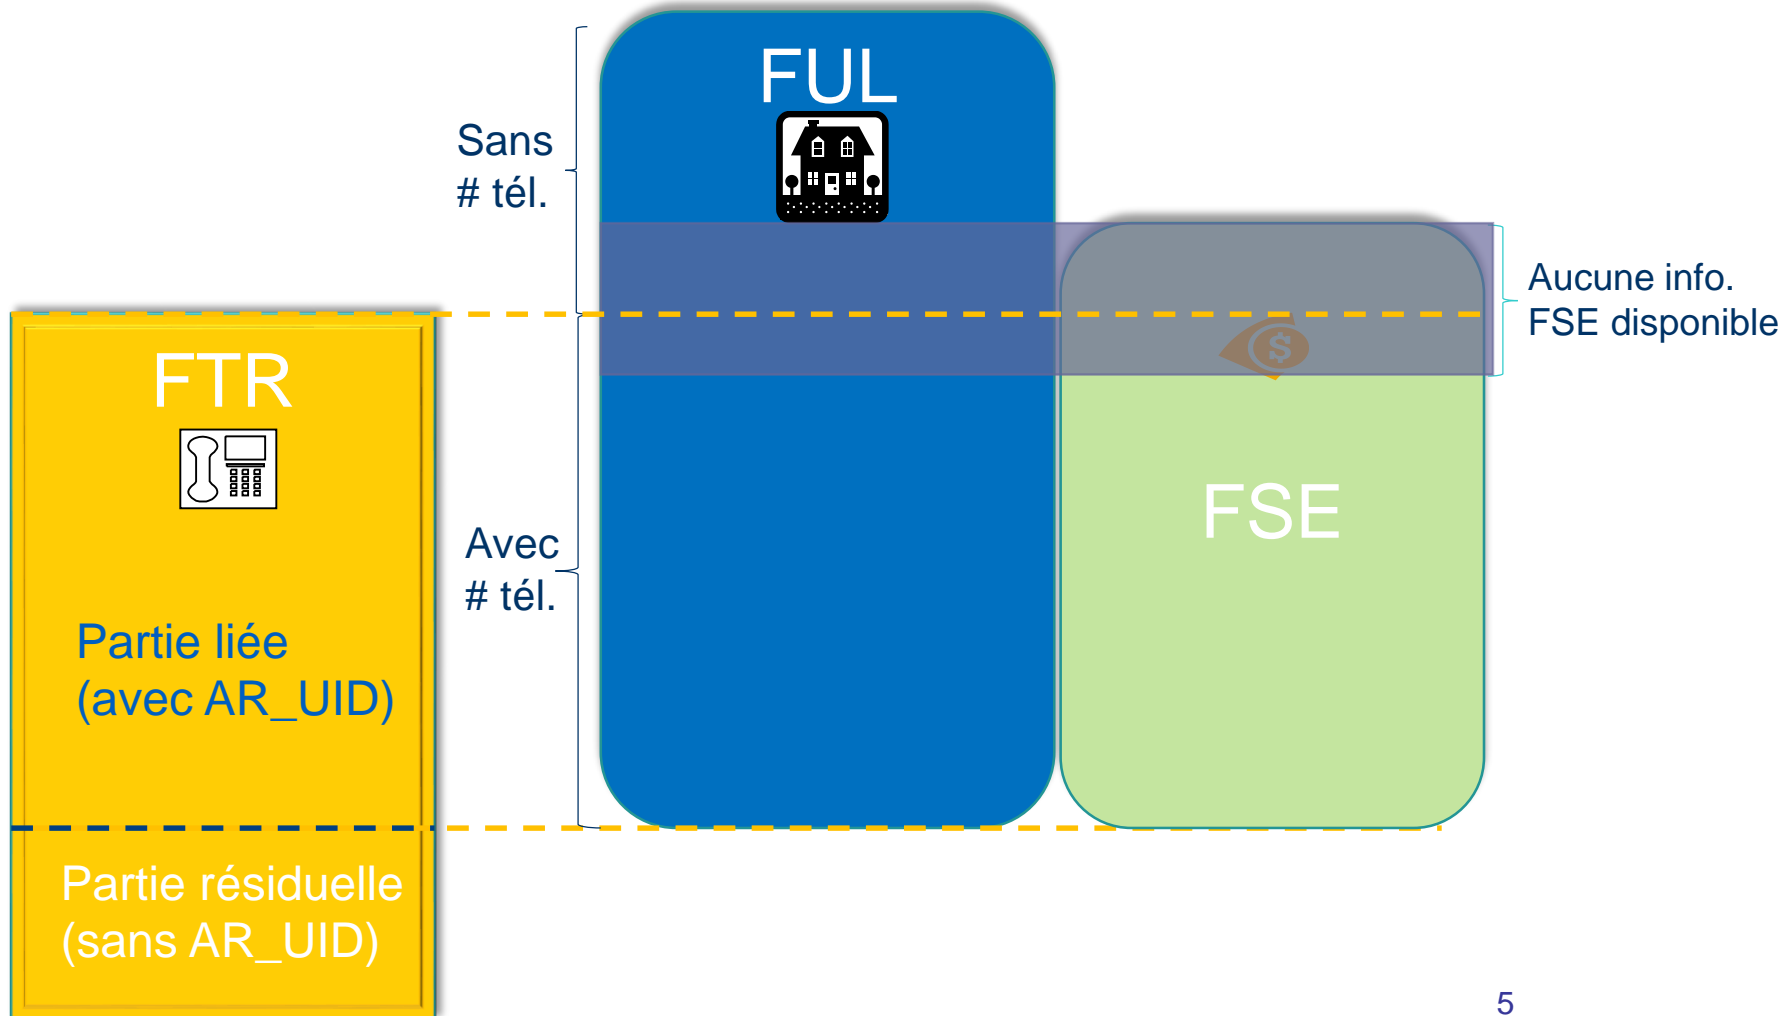 FUL
Sans
# tél.
Aucune info.
FSE disponible
FTR
$
FSE
Avec
# tél.
Partie liée
(avec AR_UID)
Partie résiduelle
(sans AR_UID)
5